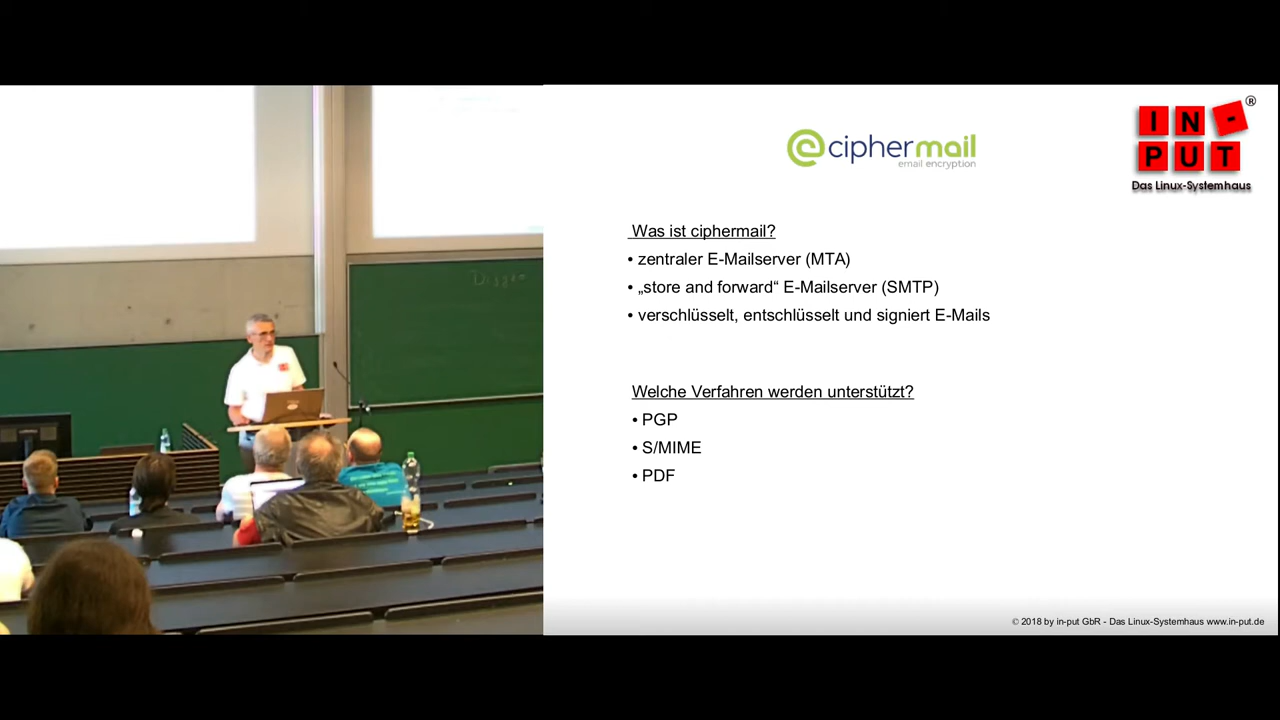 ciphermail
email encryption
IN-
PUT
®
Das Linux-Systemhaus
Was ist ciphermail?
• zentraler E-Mailserver (MTA)
• „store and forward“ E-Mailserver (SMTP)
• verschlüsselt, entschlüsselt und signiert E-Mails
Welche Verfahren werden unterstützt?
• PGP
• S/MIME
• PDF
© 2018 by in-put GbR - Das Linux-Systemhaus www.in-put.de